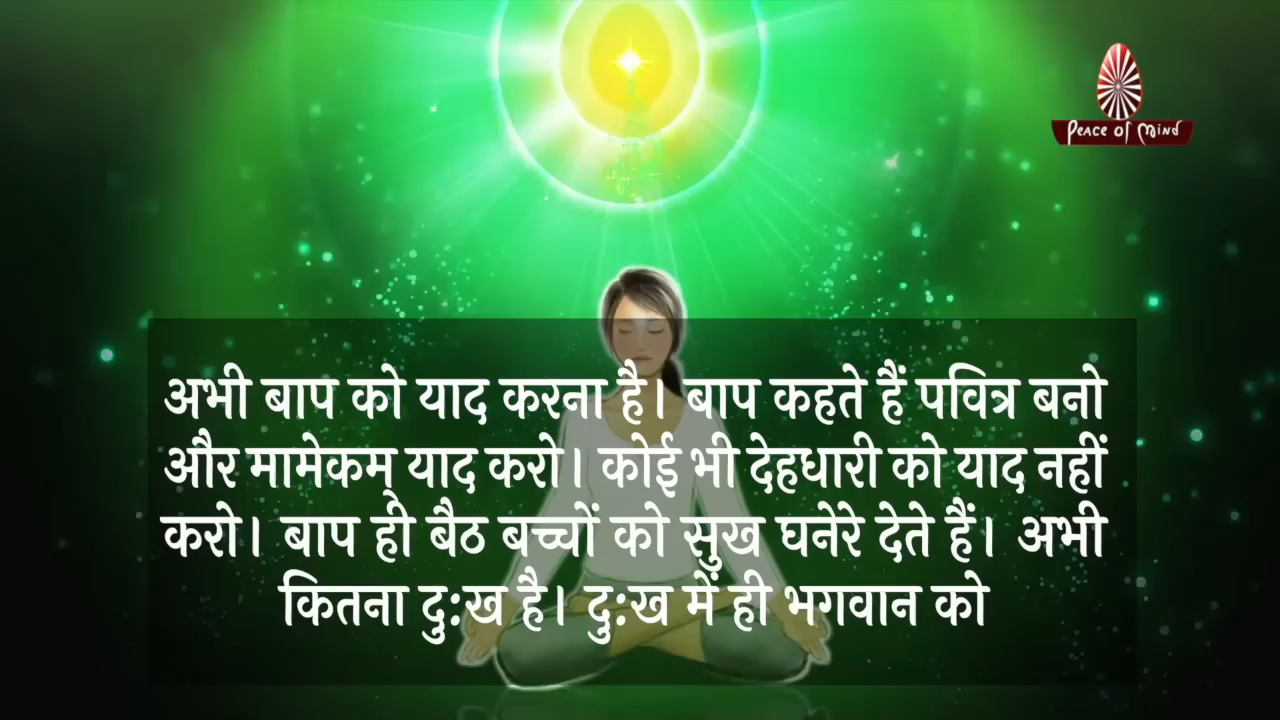 Peace of Mind
अभी बाप को याद करना है। बाप कहते हैं पवित्र बनो
और मामेकम् याद करो। कोई भी देहधारी को याद नहीं
करो। बाप ही बैठ बच्चों को सुख घनेरे देते हैं। अभी
कितना दु:ख है। दु:ख में ही भगवान को